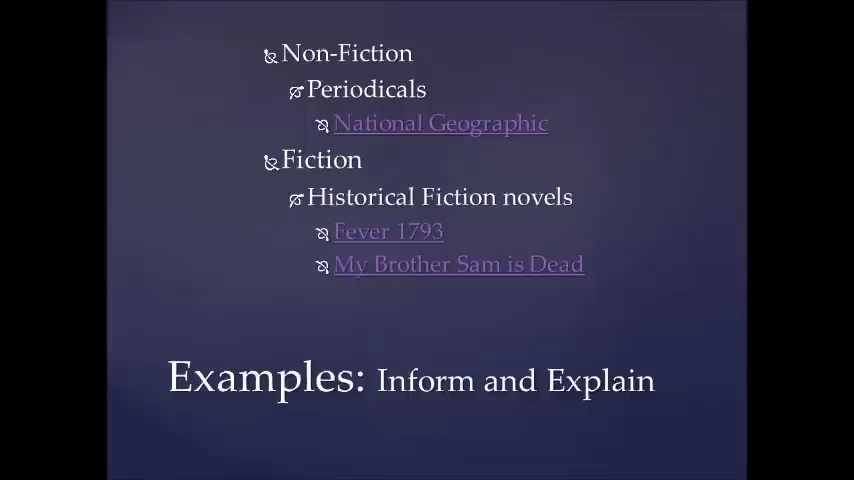 Non-Fiction
Periodicals
National Geographic
Fiction
Historical Fiction novels
Fever 1793
My Brother Sam is Dead
Examples: Inform and Explain